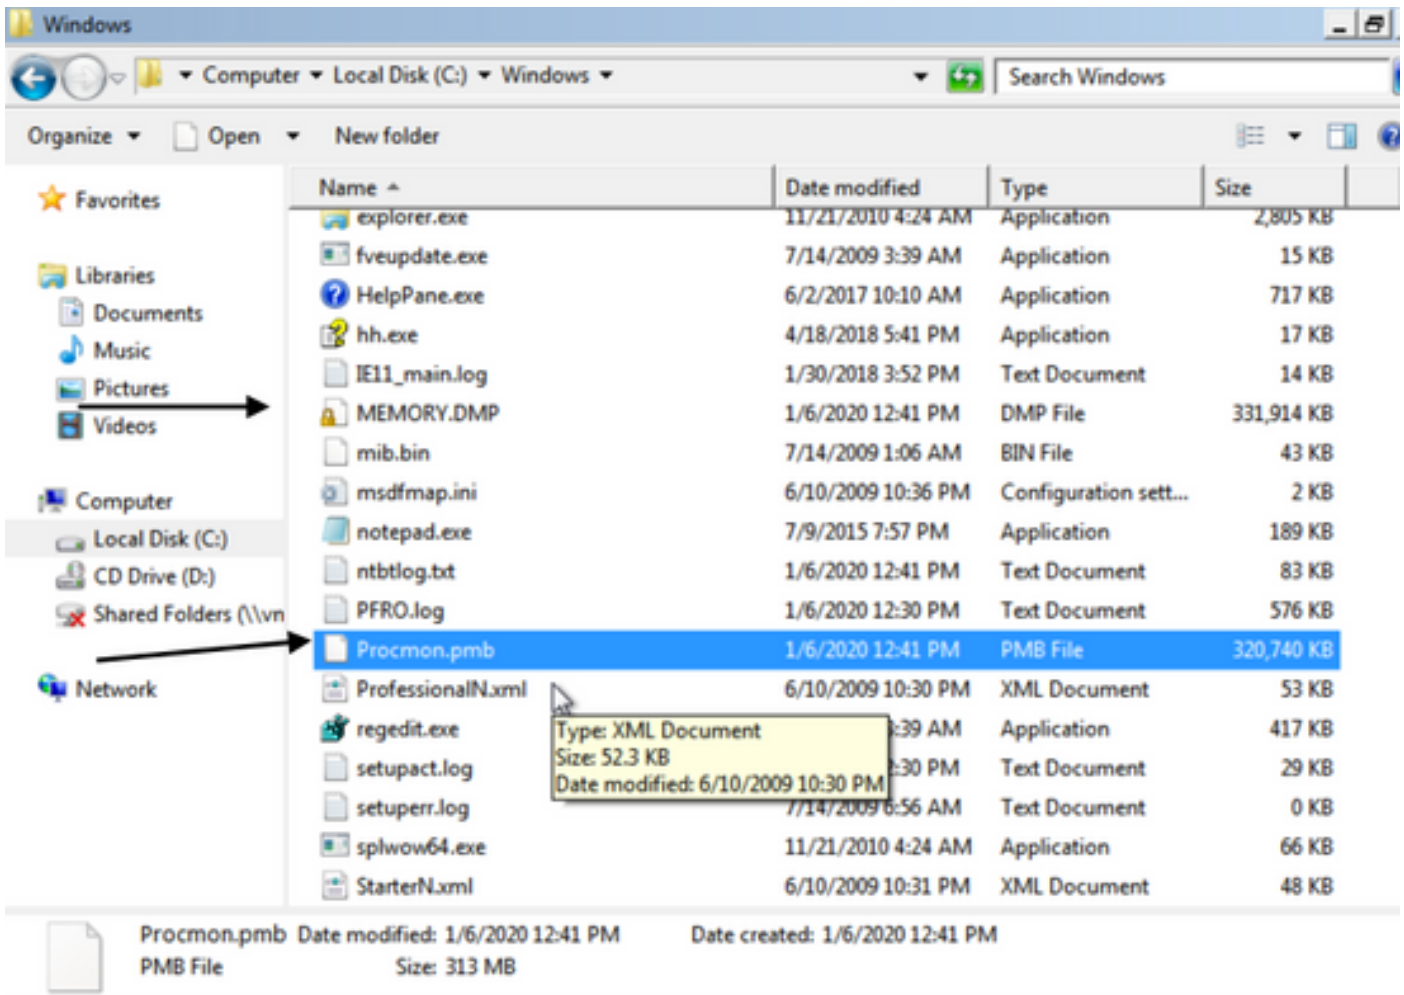 Windows
Computer Local Disk (C:) Windows Search Windows
Organize Open New folder
Favorites
Libraries
Documents
Music
Pictures
Videos
Computer
Local Disk (C:)
CD Drive (D:)
Shared Folders (\\vn
Network
Name Date modified Type Size
explorer.exe 11/21/2010 4:24 AM Application 2,805 KB
fveupdate.exe 7/14/2009 3:39 AM Application 15 KB
HelpPane.exe 6/2/2017 10:10 AM Application 717 KB
hh.exe 4/18/2018 5:41 PM Application 17 KB
IE11_main.log 1/30/2018 3:52 PM Text Document 14 KB
MEMORY.DMP 1/6/2020 12:41 PM DMP File 331,914 KB
mib.bin 7/14/2009 1:06 AM BIN File 43 KB
msdfmap.ini 6/10/2009 10:36 PM Configuration sett... 2 KB
notepad.exe 7/9/2015 7:57 PM Application 189 KB
ntbtlog.txt 1/6/2020 12:41 PM Text Document 83 KB
PFRO.log 1/6/2020 12:30 PM Text Document 576 KB
Procmon.pmb 1/6/2020 12:41 PM PMB File 320,740 KB
ProfessionalN.xml 6/10/2009 10:30 PM XML Document 53 KB
regedit.exe :39 AM Application 417 KB
setupact.log :30 PM Text Document 29 KB
setuperr.log 7/14/2009 6:56 AM Text Document 0 KB
splwow64.exe 11/21/2010 4:24 AM Application 66 KB
StarterN.xml 6/10/2009 10:31 PM XML Document 48 KB
Type: XML Document
Size: 52.3 KB
Date modified: 6/10/2009 10:30 PM
Procmon.pmb Date modified: 1/6/2020 12:41 PM Date created: 1/6/2020 12:41 PM
PMB File Size: 313 MB